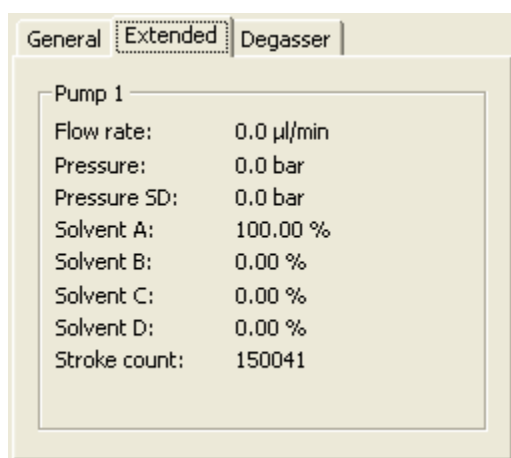 General Extended Degasser
Pump 1
Flow rate: 0.0 µl/min
Pressure: 0.0 bar
Pressure SD: 0.0 bar
Solvent A: 100.00 %
Solvent B: 0.00 %
Solvent C: 0.00 %
Solvent D: 0.00 %
Stroke count: 150041